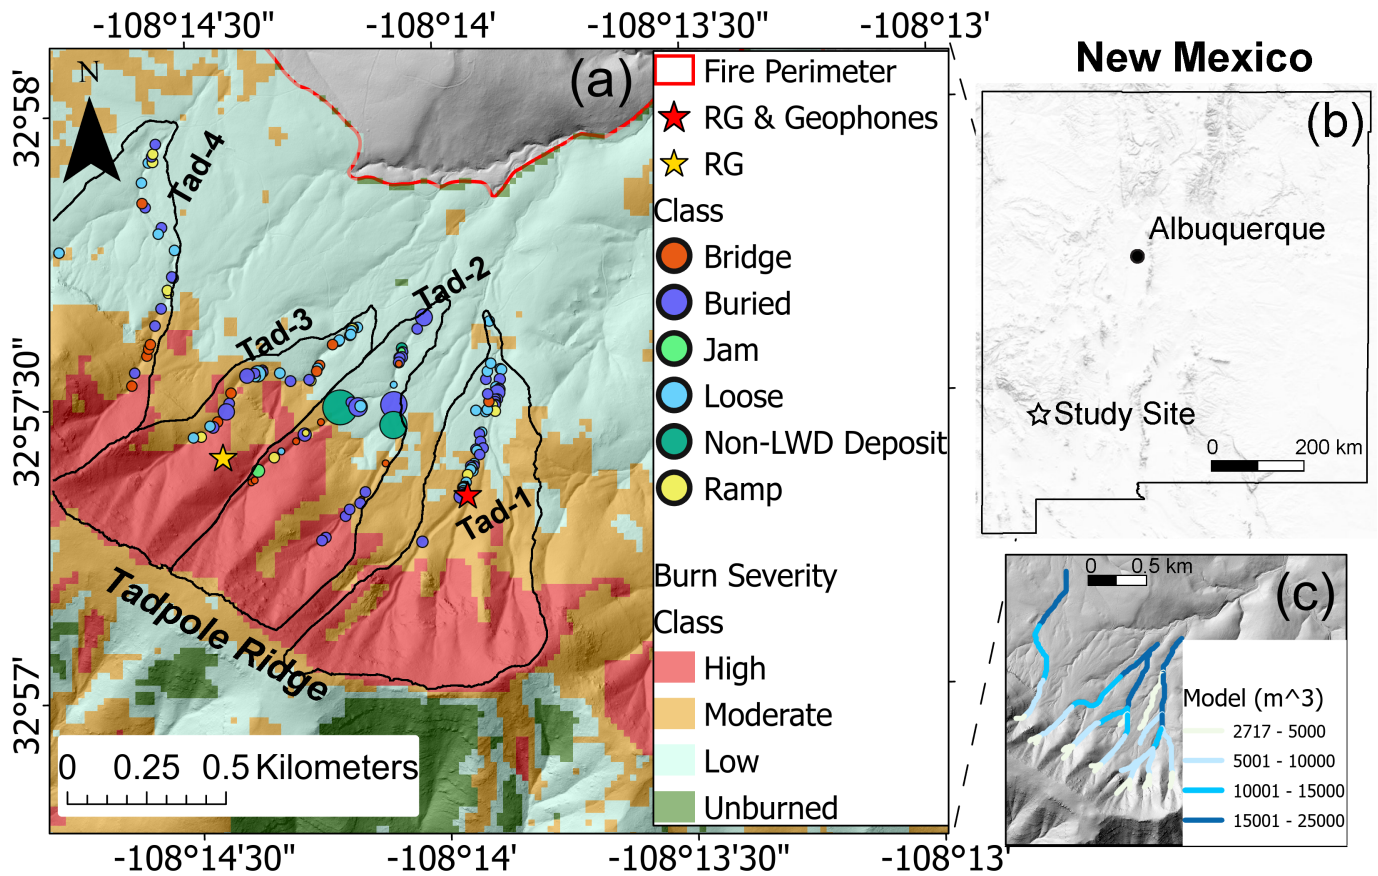 -108°14'30" -108°14' -108°13'30" -108°13'
32°58'
32°57'30"
32°57'
N
(a)
Tad-4
Tad-3
Tad-2
Tad-1
Tadpole Ridge
0 0.25 0.5 Kilometers
-108°14'30" -108°14' -108°13'30" -108°13'
Fire Perimeter
RG & Geophones
RG
Class
Bridge
Buried
Jam
Loose
Non-LWD Deposit
Ramp
Burn Severity
Class
High
Moderate
Low
Unburned
New Mexico
(b)
Albuquerque
Study Site
0 200 km
0 0.5 km
(c)
Model (m^3)
2717 - 5000
5001 - 10000
10001 - 15000
15001 - 25000